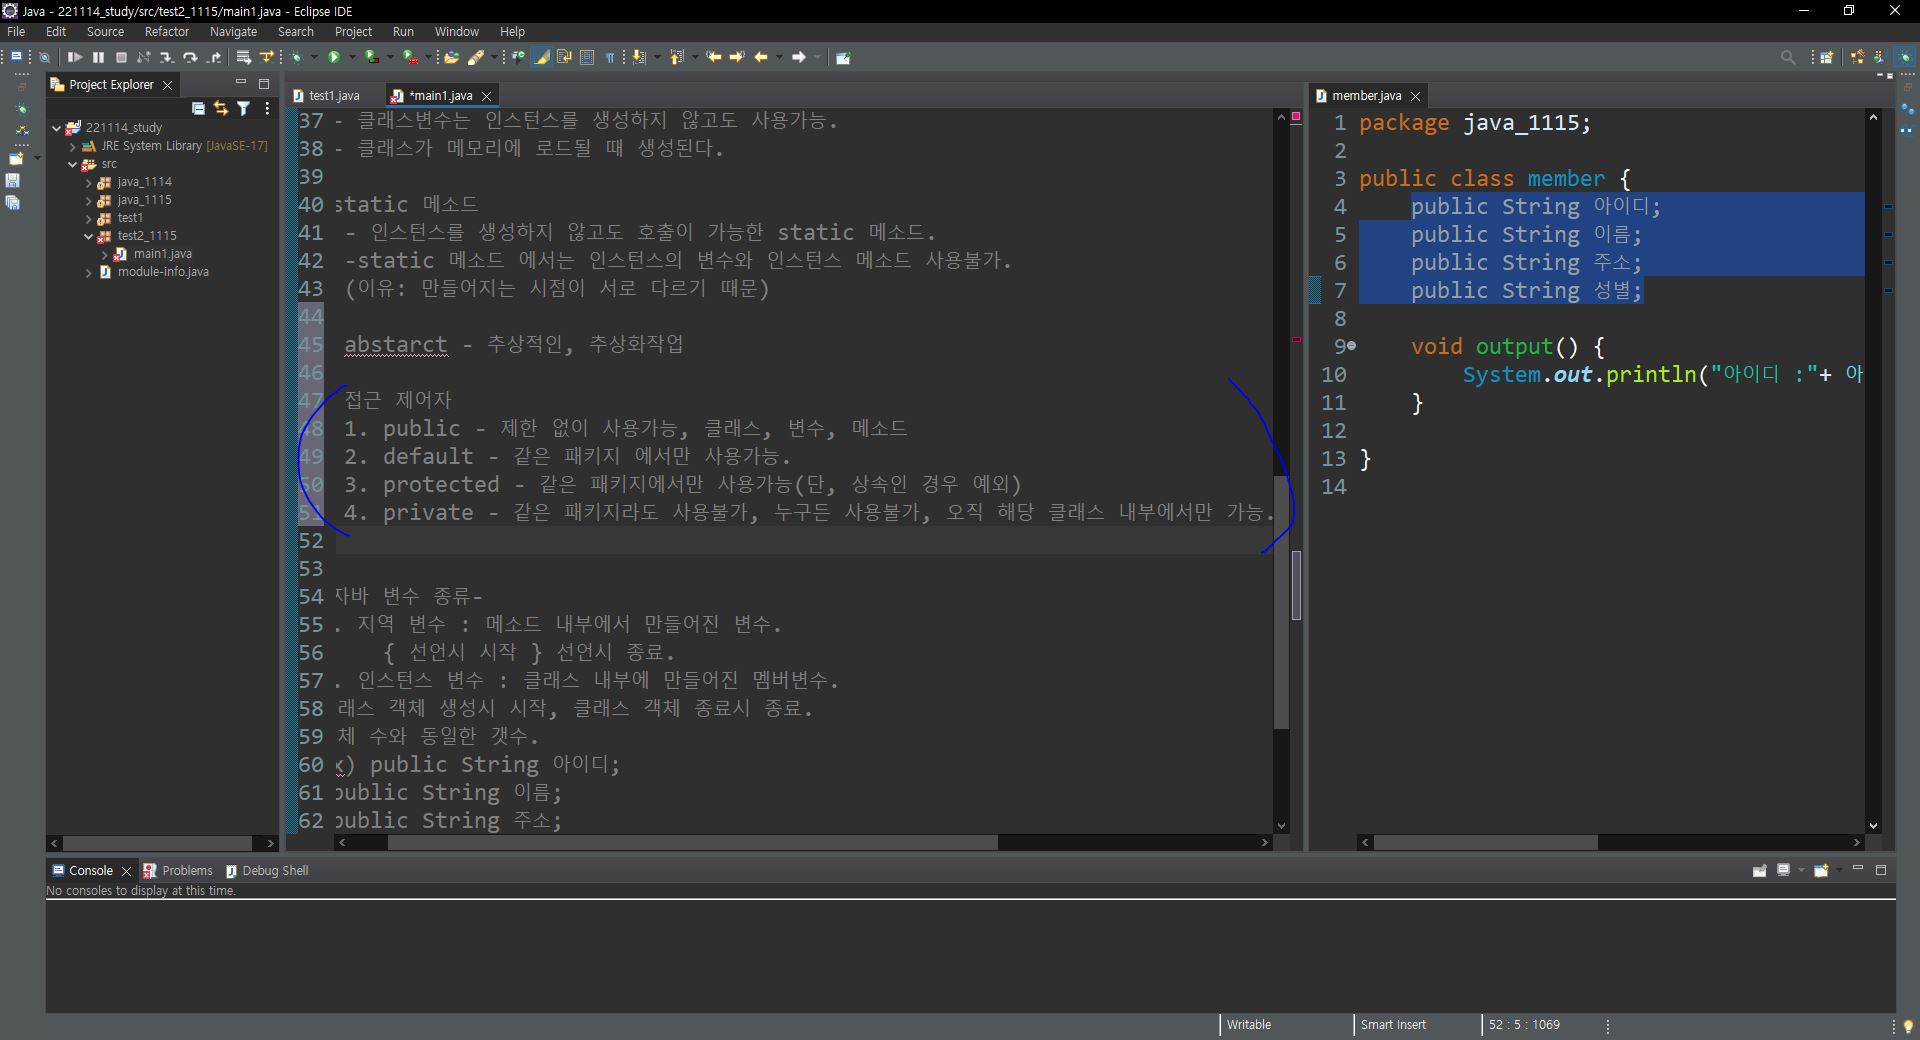 Java - 221114_study/src/test2_1115/main1.java - Eclipse IDE
File Edit Source Refactor Navigate Search Project Run Window Help
Project Explorer
221114_study
JRE System Library [JavaSE-17]
src
java_1114
java_1115
test1
test2_1115
main1.java
module-info.java
test1.java *main1.java
37 - 클래스변수는 인스턴스를 생성하지 않고도 사용가능.
38 - 클래스가 메모리에 로드될 때 생성된다.
39
40 static 메소드
41 - 인스턴스를 생성하지 않고도 호출이 가능한 static 메소드.
42 -static 메소드 에서는 인스턴스의 변수와 인스턴스 메소드 사용불가.
43 (이유: 만들어지는 시점이 서로 다르기 때문)
44
45 abstarct - 추상적인, 추상화작업
46
47 접근 제어자
48 1. public - 제한 없이 사용가능, 클래스, 변수, 메소드
49 2. default - 같은 패키지 에서만 사용가능.
50 3. protected - 같은 패키지에서만 사용가능(단, 상속인 경우 예외)
51 4. private - 같은 패키지라도 사용불가, 누구든 사용불가, 오직 해당 클래스 내부에서만 가능.
52
53
54 자바 변수 종류-
55 . 지역 변수 : 메소드 내부에서 만들어진 변수.
56 { 선언시 시작 } 선언시 종료.
57 . 인스턴스 변수 : 클래스 내부에 만들어진 멤버변수.
58 래스 객체 생성시 시작, 클래스 객체 종료시 종료.
59 체 수와 동일한 갯수.
60 x) public String 아이디;
61 public String 이름;
62 public String 주소;
member.java
1 package java_1115;
2
3 public class member {
4 public String 아이디;
5 public String 이름;
6 public String 주소;
7 public String 성별;
8
9 void output() {
10 System.out.println("아이디 :"+ 아
11 }
12
13 }
14
Console Problems Debug Shell
No consoles to display at this time.
Writable Smart Insert 52 : 5 : 1069